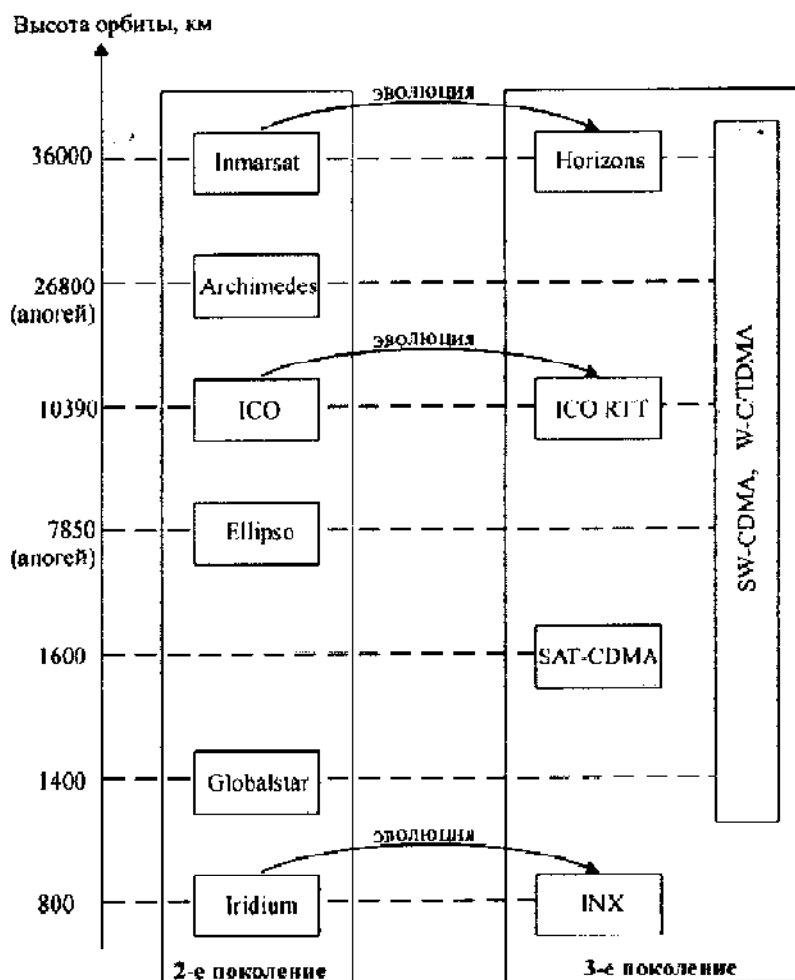 Высота орбиты, км
эволюция
36000
Inmarsat
Horizons
26800
(апогей)
Archimedes
эволюция
10390
ICO
ICO RTT
7850
(апогей)
Ellipso
SW-CDMA, W-C/TDMA
1600
SAT-CDMA
1400
Globalstar
эволюция
800
Iridium
INX
2-е поколение
3-е поколение